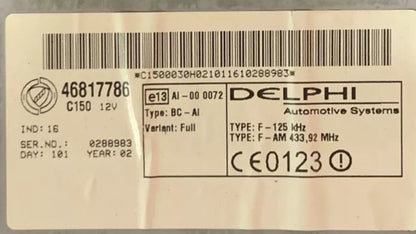 *C1500030H021011610288983*
46817786
C150 12V
IND: 16
SER.NO.: 0288983
DAY: 101 YEAR: 02
e13 AI-00 0072
Type: BC-AI
Variant: Full
DELPHI
Automotive Systems
TYPE: F-125 kHz
TYPE: F-AM 433,92 MHz
CE0123!